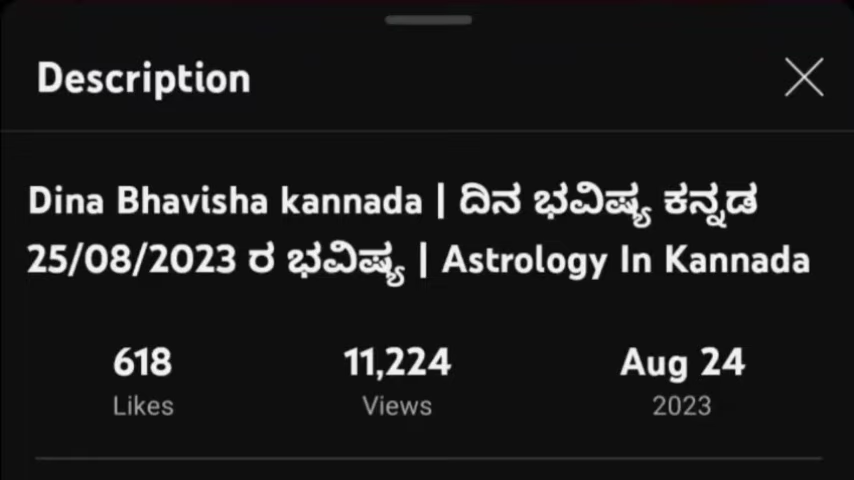 Description
Dina Bhavisha kannada | ದಿನ ಭವಿಷ್ಯ ಕನ್ನಡ
25/08/2023 ರ ಭವಿಷ್ಯ | Astrology In Kannada
618 11,224 Aug 24
Likes Views 2023